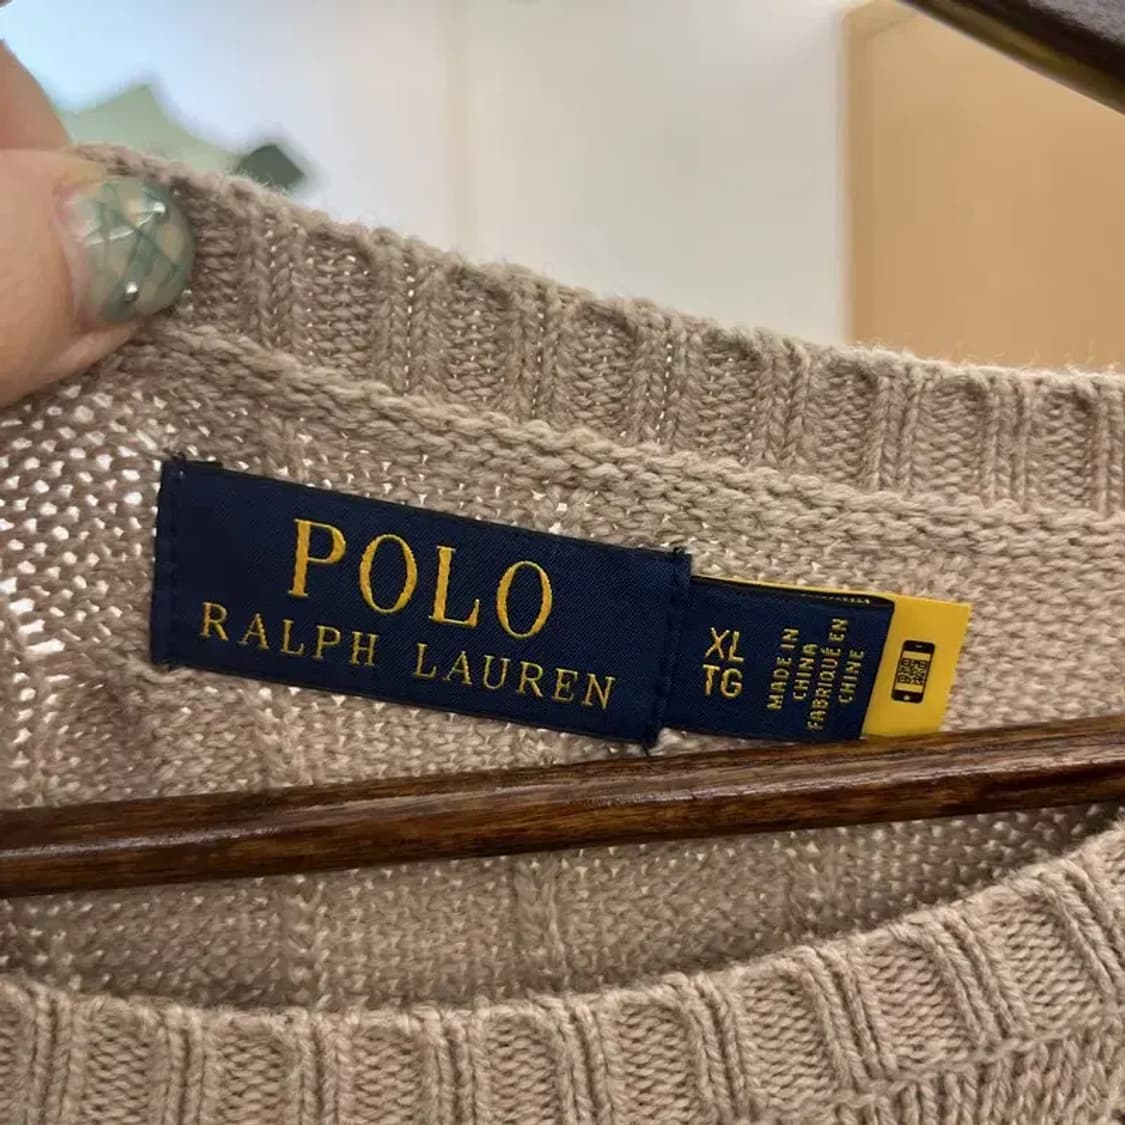 POLO
RALPH LAUREN
XL
TG
MADE IN
CHINA
FABRIQUÉ EN
CHINE